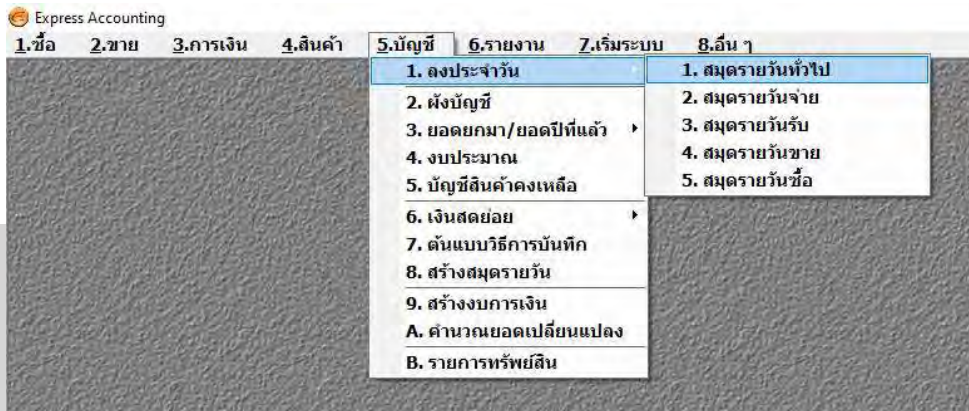 Express Accounting
1.ซื้อ 2.ขาย 3.การเงิน 4.สินค้า 5.บัญชี 6.รายงาน 7.เริ่มระบบ 8.อื่น ๆ
1. ลงประจำวัน
2. ผังบัญชี
3. ยอดยกมา/ยอดปีที่แล้ว
4. งบประมาณ
5. บัญชีสินค้าคงเหลือ
6. เงินสดย่อย
7. ต้นแบบวิธีการบันทึก
8. สร้างสมุดรายวัน
9. สร้างงบการเงิน
A. คำนวณยอดเปลี่ยนแปลง
B. รายการทรัพย์สิน
1. สมุดรายวันทั่วไป
2. สมุดรายวันจ่าย
3. สมุดรายวันรับ
4. สมุดรายวันขาย
5. สมุดรายวันซื้อ